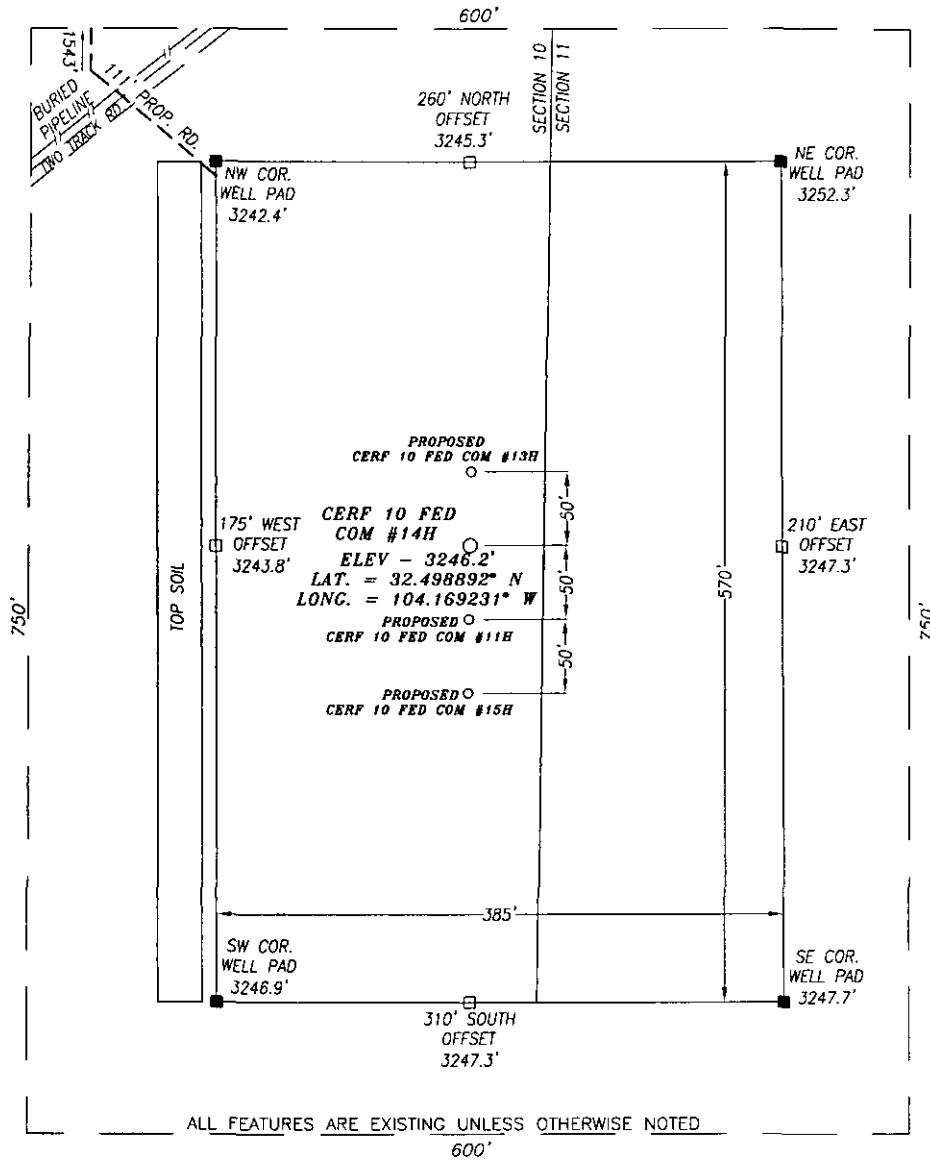 600'
1543'
111' PROP. RD.
BURIED
PIPELINE
TWO TRACK RD.
SECTION 10
SECTION 11
260' NORTH
OFFSET
3245.3'
NW COR.
WELL PAD
3242.4'
NE COR.
WELL PAD
3252.3'
PROPOSED
CERF 10 FED COM #13H
50'
175' WEST
OFFSET
3243.8'
CERF 10 FED
COM #14H
ELEV - 3246.2'
LAT. = 32.498892° N
LONG. = 104.169231° W
50'
210' EAST
OFFSET
3247.3'
PROPOSED
CERF 10 FED COM #11H
50'
PROPOSED
CERF 10 FED COM #15H
TOP SOIL
570'
750'
750'
385'
SW COR.
WELL PAD
3246.9'
SE COR.
WELL PAD
3247.7'
310' SOUTH
OFFSET
3247.3'
ALL FEATURES ARE EXISTING UNLESS OTHERWISE NOTED
600'